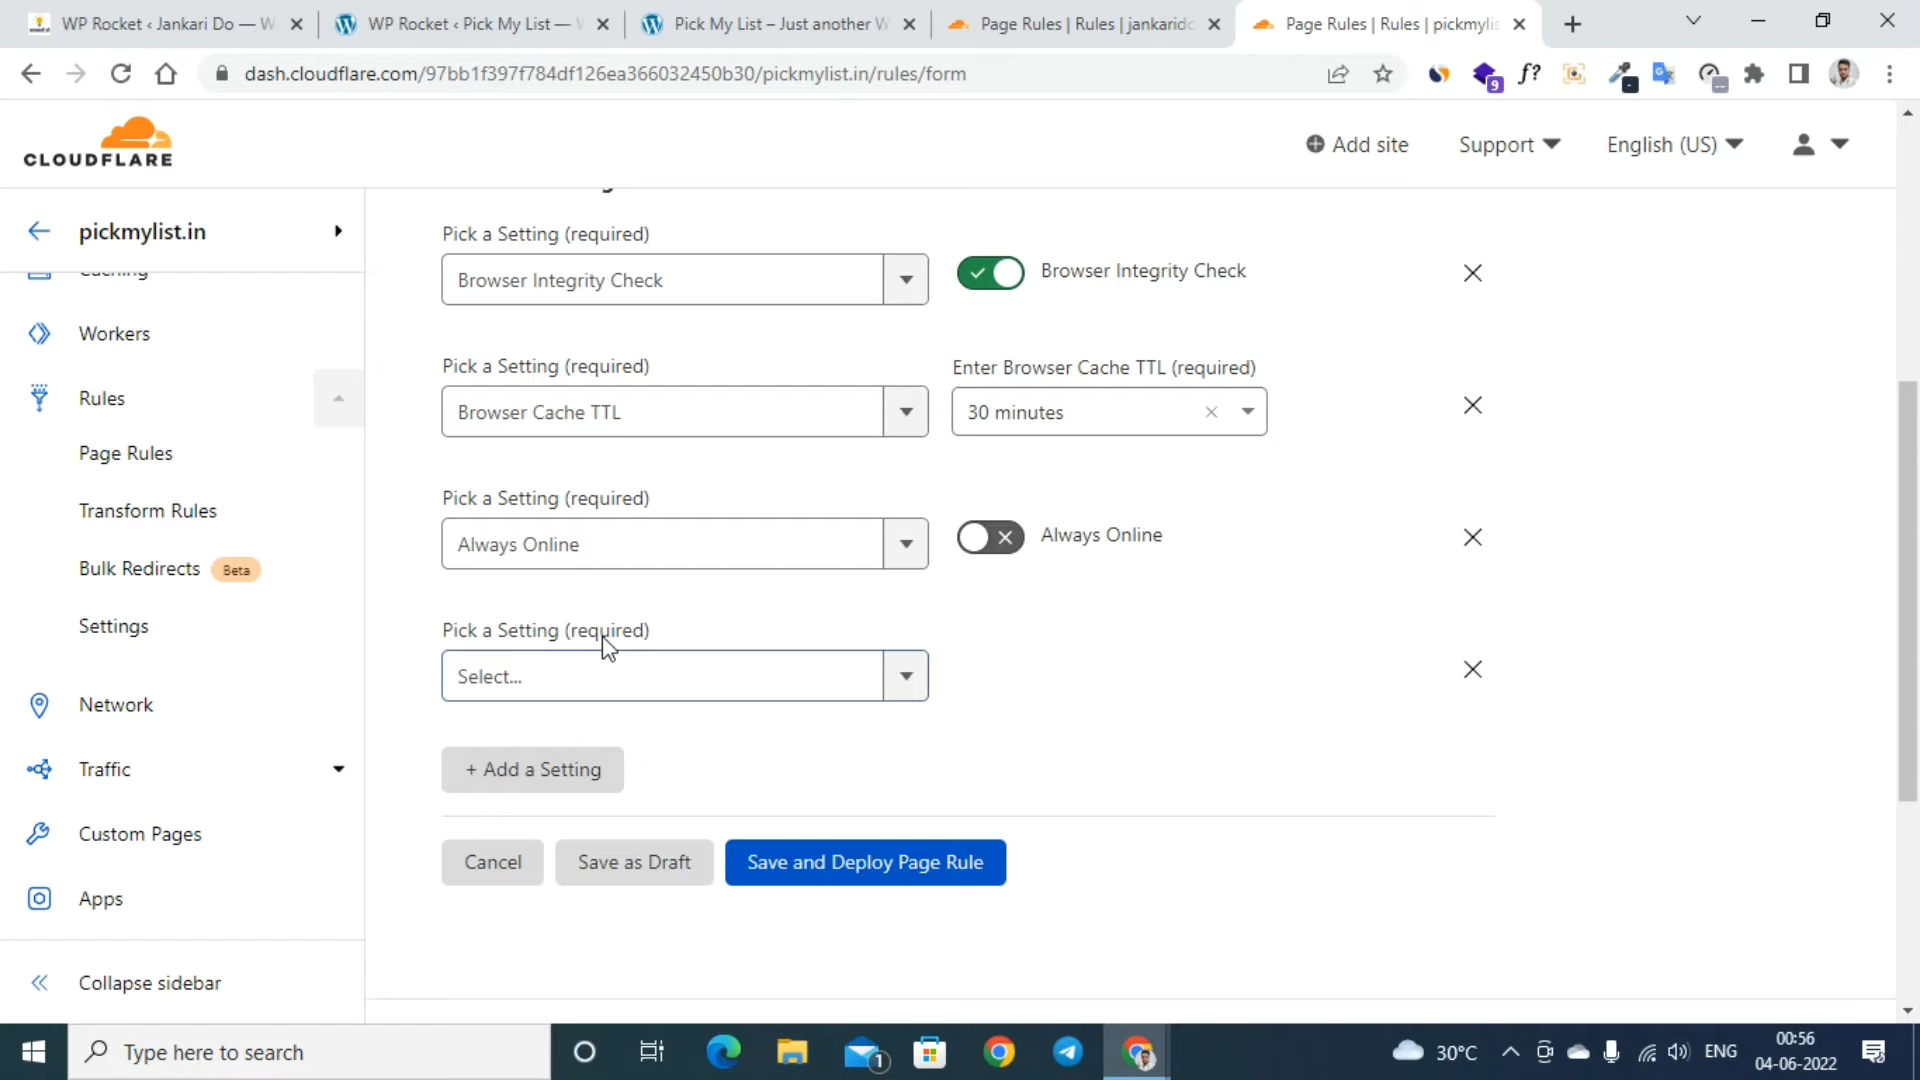 WP Rocket ‹ Jankari Do — W
WP Rocket ‹ Pick My List —
Pick My List – Just another W
Page Rules | Rules | jankarido
Page Rules | Rules | pickmylis
dash.cloudflare.com/97bb1f397f784df126ea366032450b30/pickmylist.in/rules/form
9
f?
CLOUDFLARE
Add site
Support
English (US)
pickmylist.in
Caching
Workers
Rules
Page Rules
Transform Rules
Bulk Redirects Beta
Settings
Network
Traffic
Custom Pages
Apps
Collapse sidebar
Pick a Setting (required)
Browser Integrity Check
Browser Integrity Check
Pick a Setting (required)
Enter Browser Cache TTL (required)
Browser Cache TTL
30 minutes
Pick a Setting (required)
Always Online
Always Online
Pick a Setting (required)
Select...
+ Add a Setting
Cancel
Save as Draft
Save and Deploy Page Rule
Type here to search
1
30°C
ENG
00:56
04-06-2022